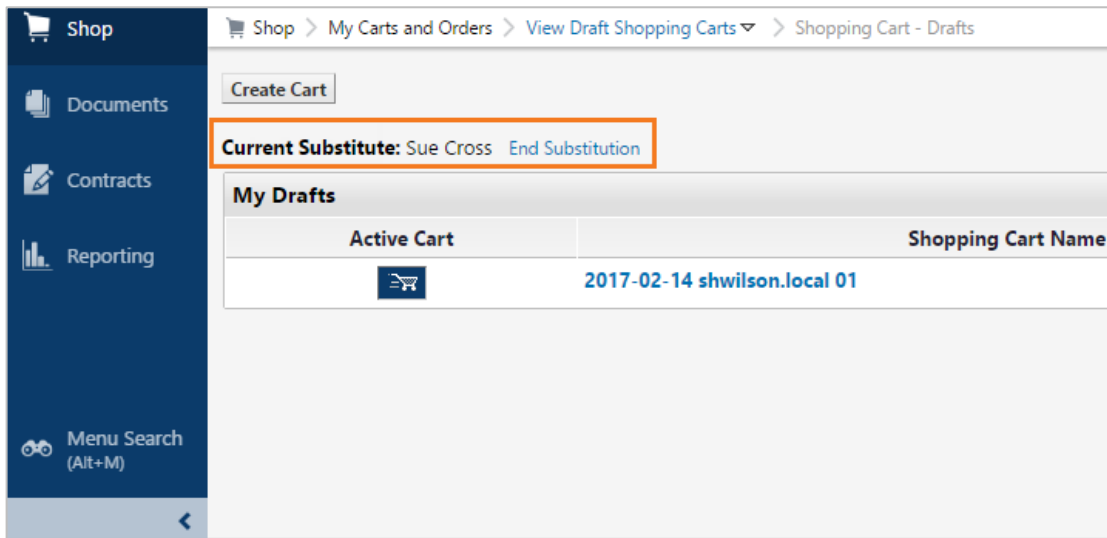 Shop
Shop > My Carts and Orders > View Draft Shopping Carts > Shopping Cart - Drafts
Create Cart
Documents
Current Substitute: Sue Cross End Substitution
Contracts
My Drafts
Active Cart Shopping Cart Name
Reporting
2017-02-14 shwilson.local 01
Menu Search
(Alt+M)